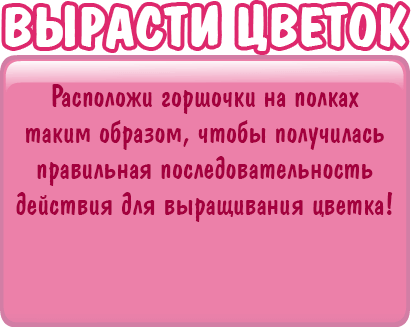 ВЫРАСТИ ЦВЕТОК
Расположи горшочки на полках
таким образом, чтобы получилась
правильная последовательность
действия для выращивания цветка!